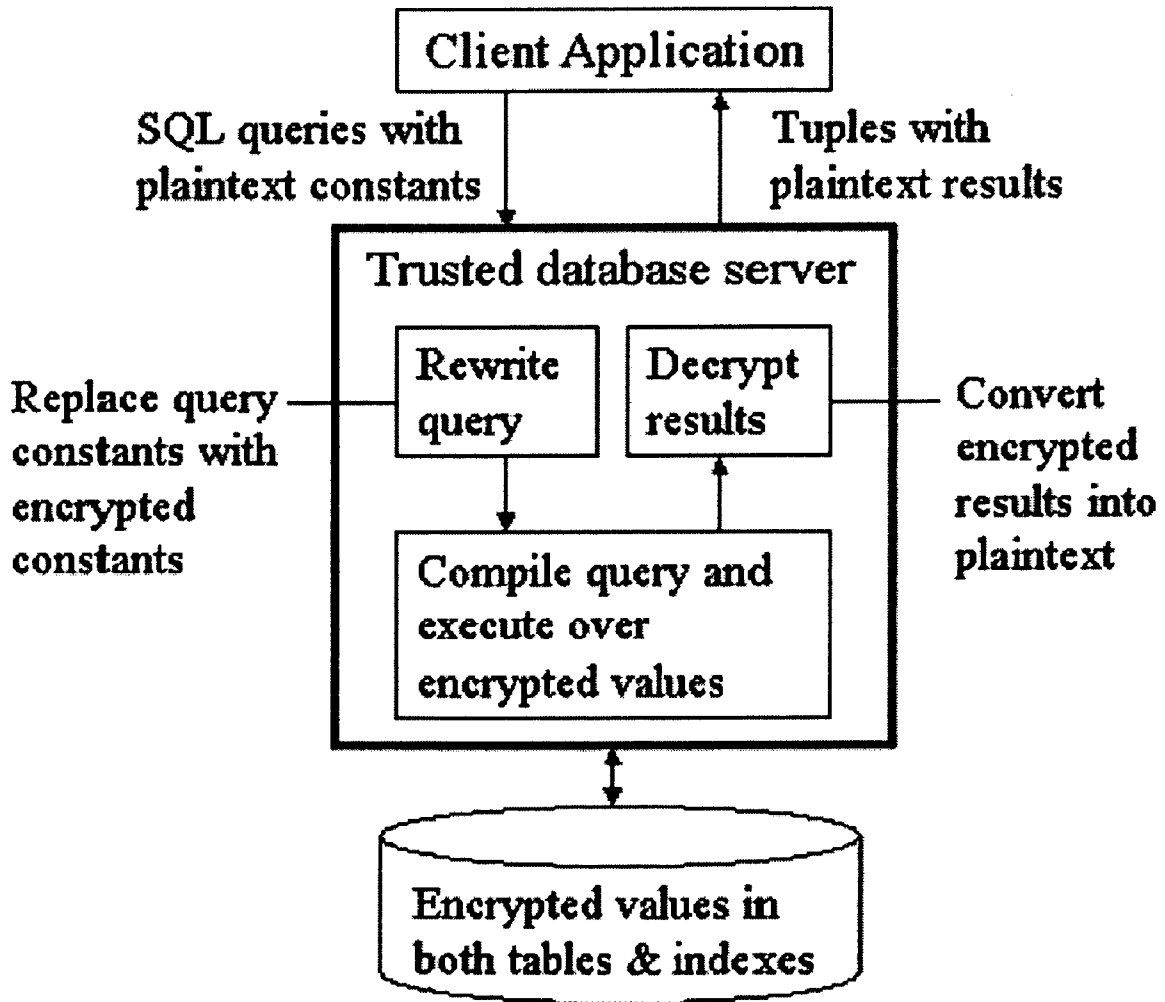 Client Application
SQL queries with
plaintext constants
Tuples with
plaintext results
Trusted database server
Rewrite
query
Decrypt
results
Replace query
constants with
encrypted
constants
Convert
encrypted
results into
plaintext
Compile query and
execute over
encrypted values
Encrypted values in
both tables & indexes